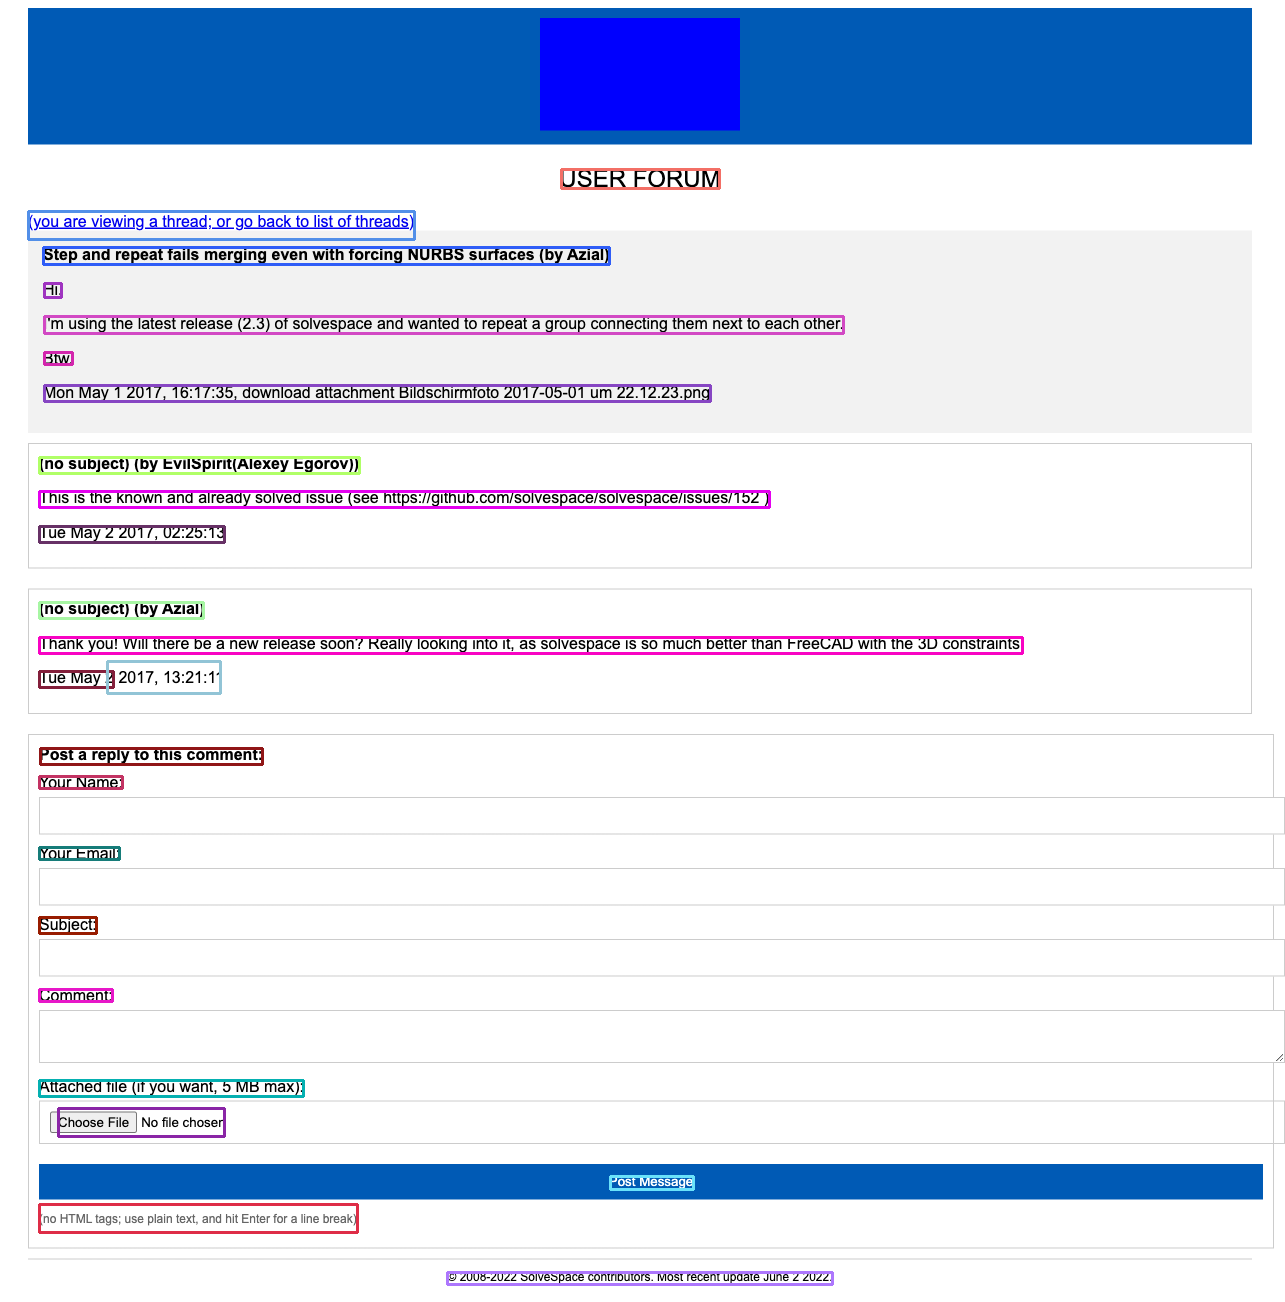 USER FORUM
(you are viewing a thread; or go back to list of threads)
Step and repeat fails merging even with forcing NURBS surfaces (by Azial)
Hi,
I'm using the latest release (2.3) of solvespace and wanted to repeat a group connecting them next to each other.
Btw.
Mon May 1 2017, 16:17:35, download attachment Bildschirmfoto 2017-05-01 um 22.12.23.png
(no subject) (by EvilSpirit(Alexey Egorov))
This is the known and already solved issue (see https://github.com/solvespace/solvespace/issues/152 )
Tue May 2 2017, 02:25:13
(no subject) (by Azial)
Thank you! Will there be a new release soon? Really looking into it, as solvespace is so much better than FreeCAD with the 3D constraints
Tue May 2 2017, 13:21:11
Post a reply to this comment:
Your Name:
Your Email:
Subject:
Comment:
Attached file (if you want, 5 MB max):
Choose File No file chosen
Post Message
(no HTML tags; use plain text, and hit Enter for a line break)
© 2008-2022 SolveSpace contributors. Most recent update June 2 2022.